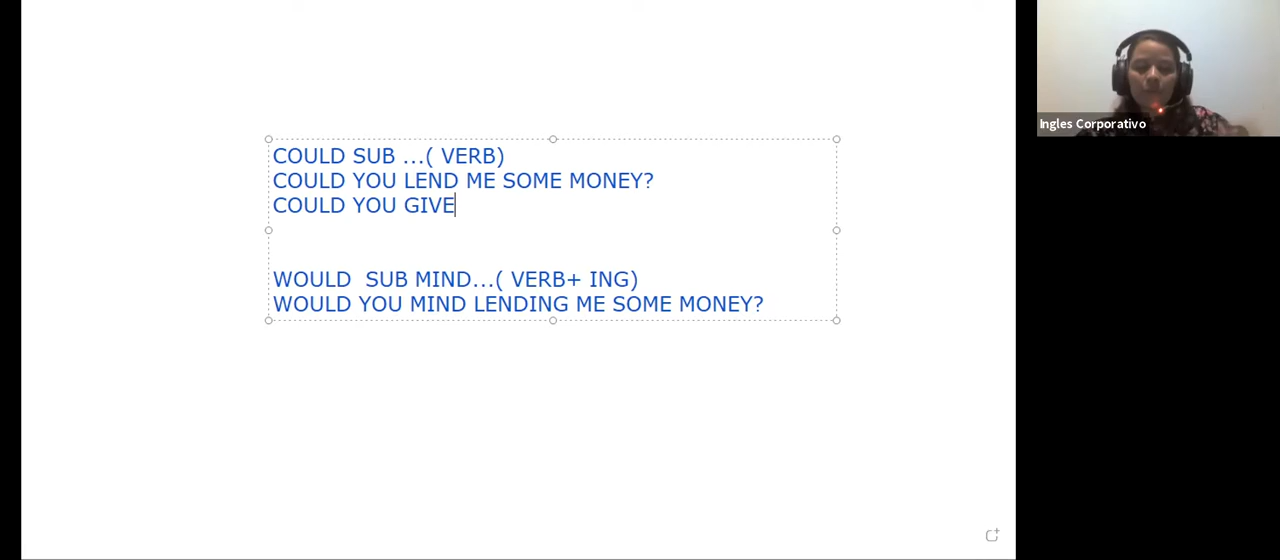 COULD SUB ...( VERB)
COULD YOU LEND ME SOME MONEY?
COULD YOU GIVE
WOULD  SUB MIND...( VERB+ ING)
WOULD YOU MIND LENDING ME SOME MONEY?
Ingles Corporativo